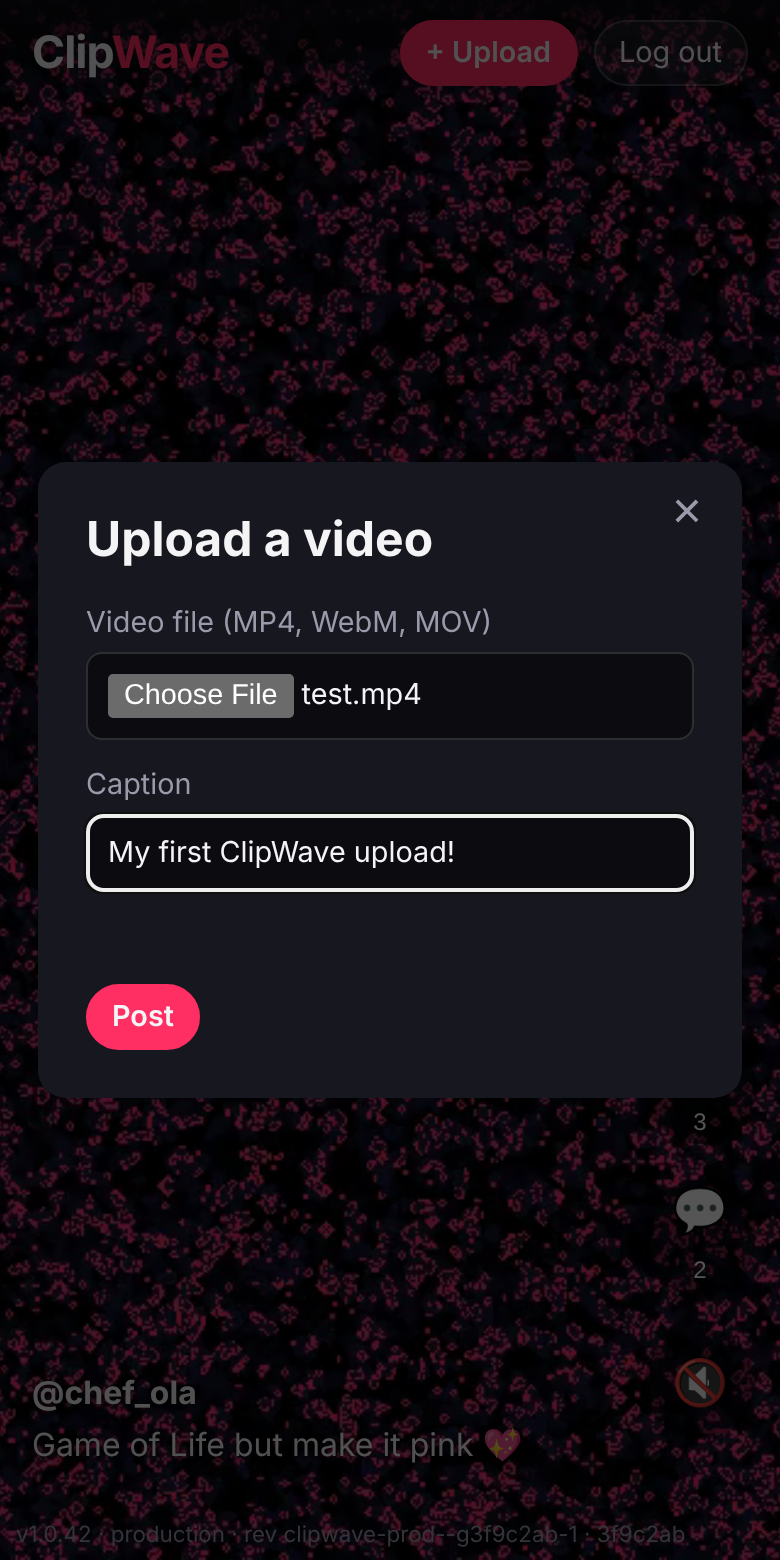 ClipWave
+ Upload
Log out
Upload a video
✕
Video file (MP4, WebM, MOV)
Choose File test.mp4
Caption
My first ClipWave upload!
Post
3
2
@chef_ola
Game of Life but make it pink 💖
v1.0.42 · production · rev clipwave-prod--g3f9c2ab-1 · 3f9c2ab